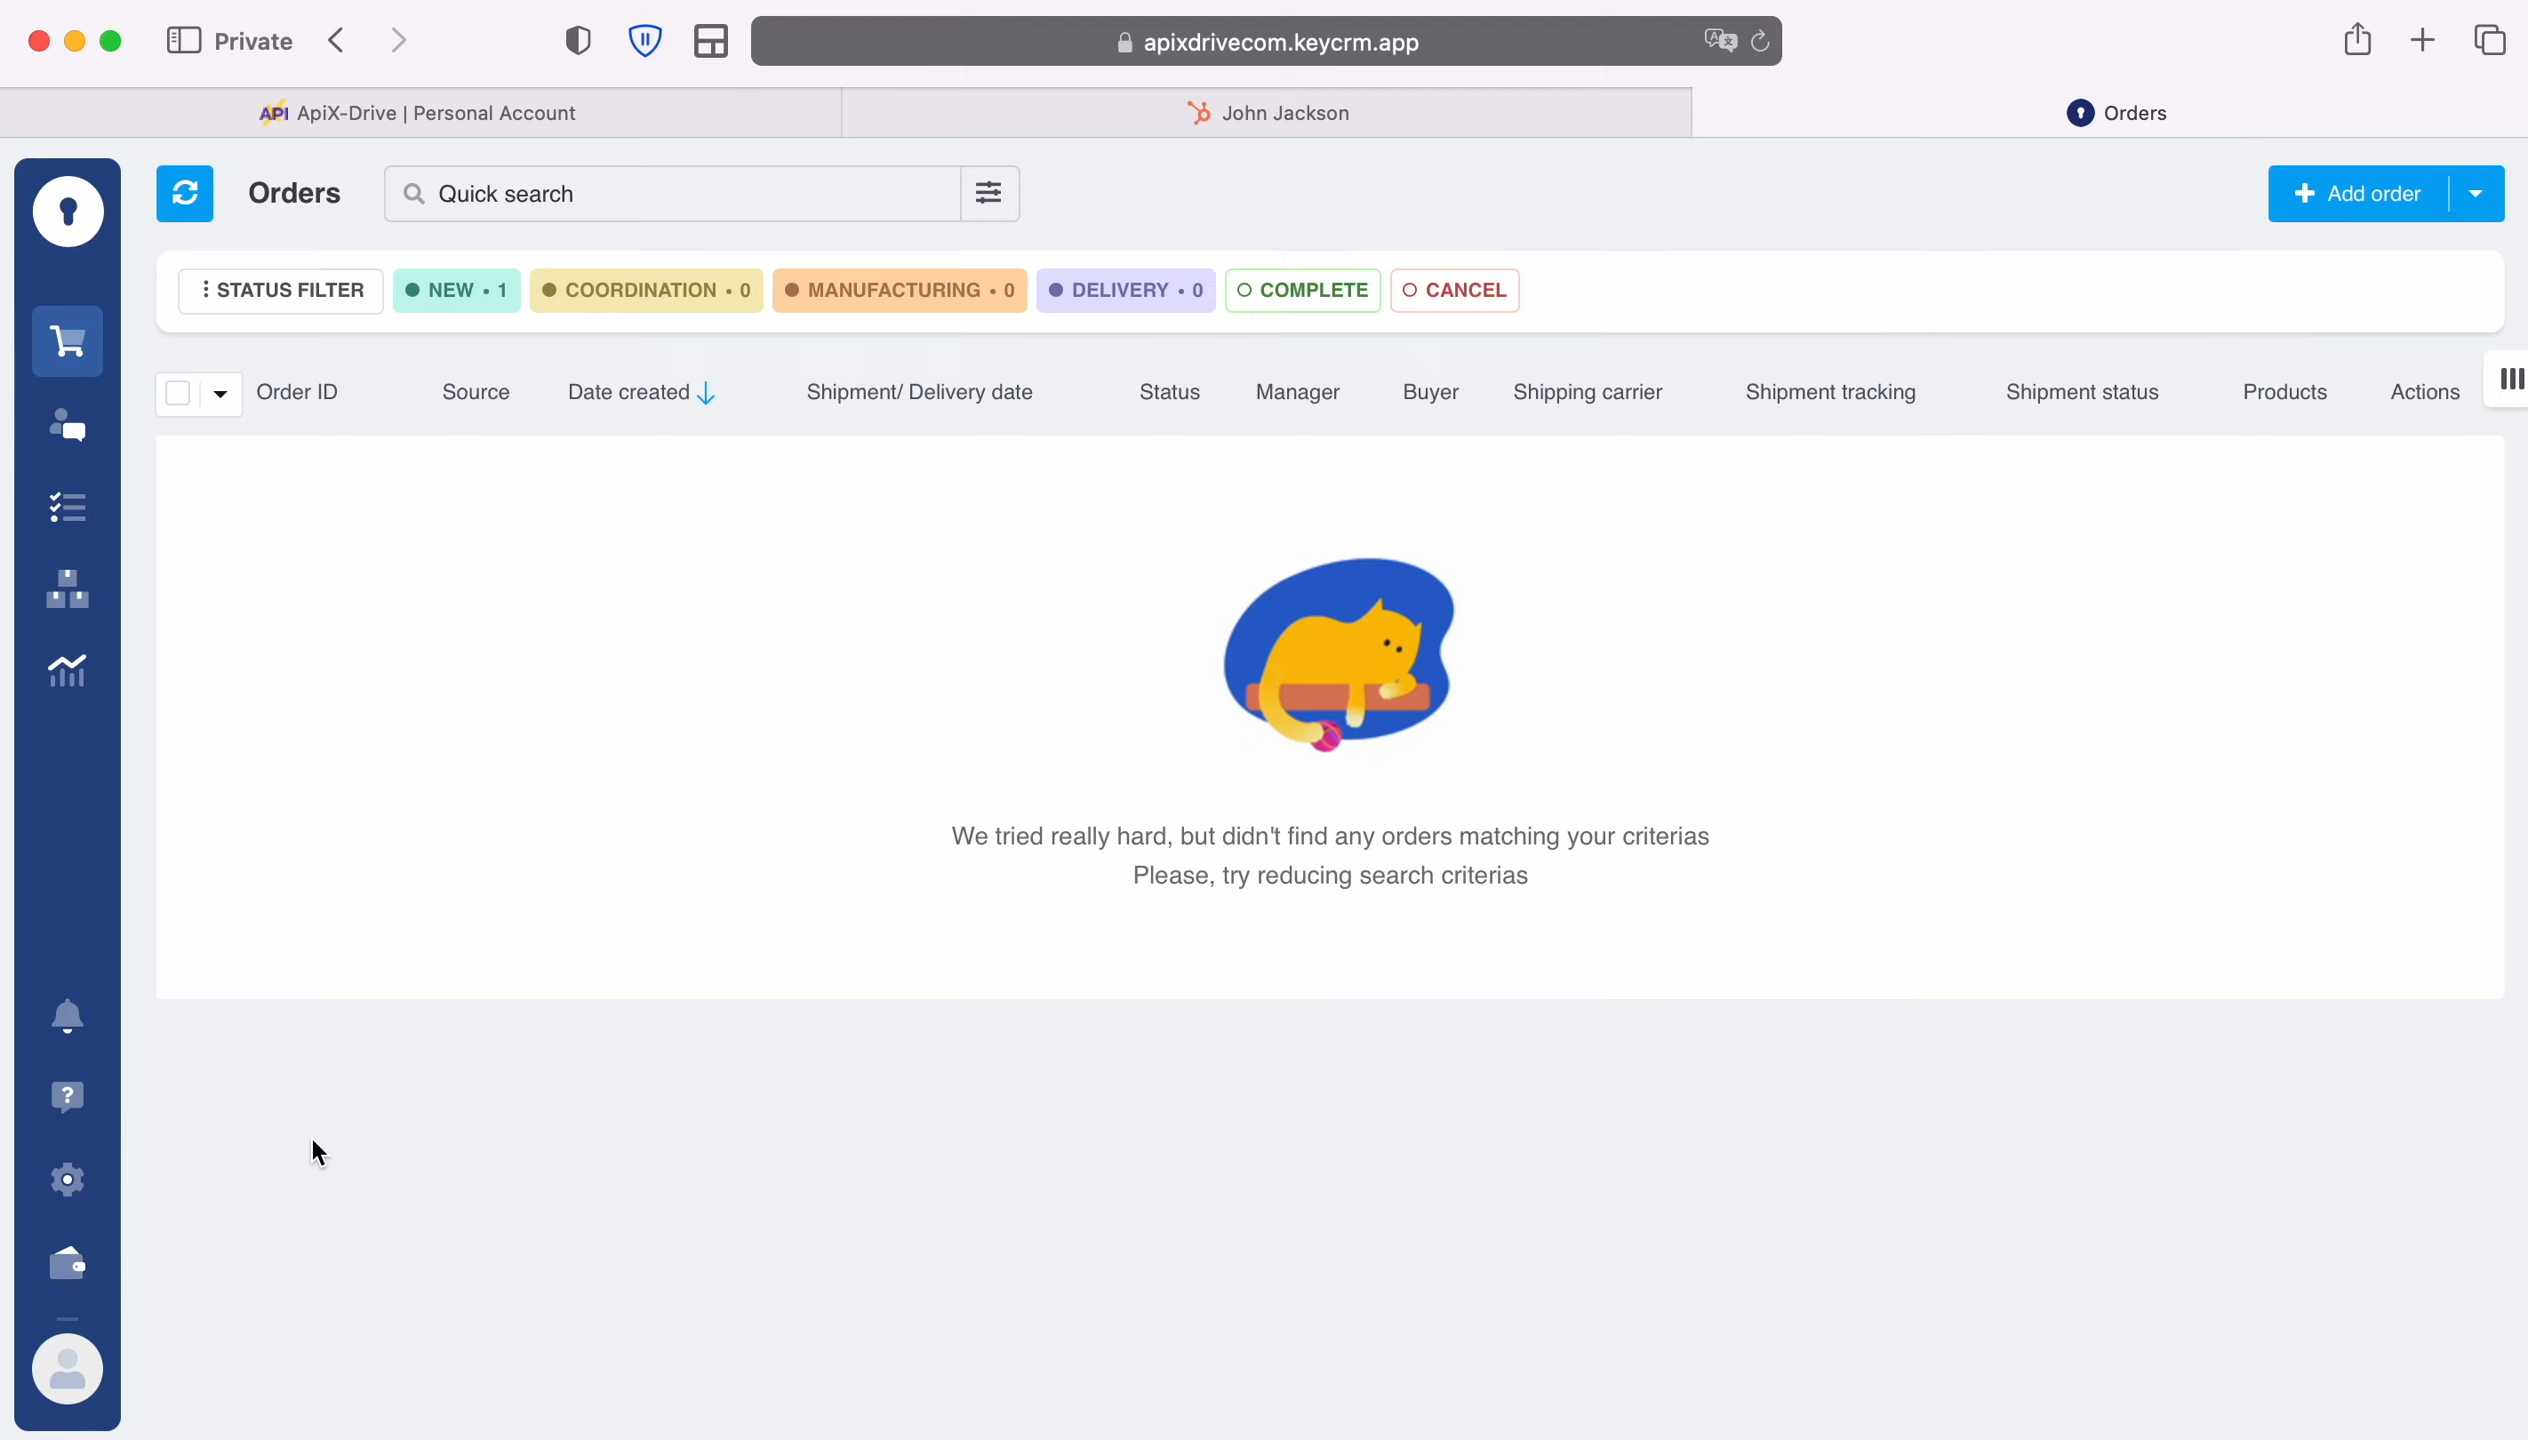 Private
apixdrivecom.keycrm.app
API ApiX-Drive | Personal Account
John Jackson
Orders
Orders
Quick search
Add order
STATUS FILTER
NEW • 1
COORDINATION • 0
MANUFACTURING • 0
DELIVERY • 0
COMPLETE
CANCEL
Order ID
Source
Date created
Shipment/ Delivery date
Status
Manager
Buyer
Shipping carrier
Shipment tracking
Shipment status
Products
Actions
We tried really hard, but didn't find any orders matching your criterias
Please, try reducing search criterias